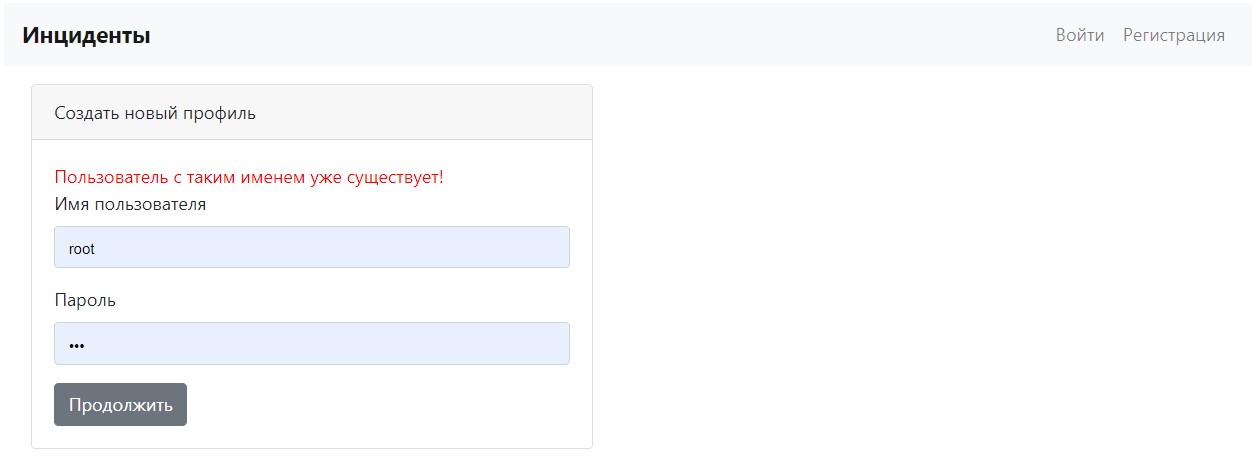 Инциденты
Войти Регистрация
Создать новый профиль
Пользователь с таким именем уже существует!
Имя пользователя
root
Пароль
•••
Продолжить